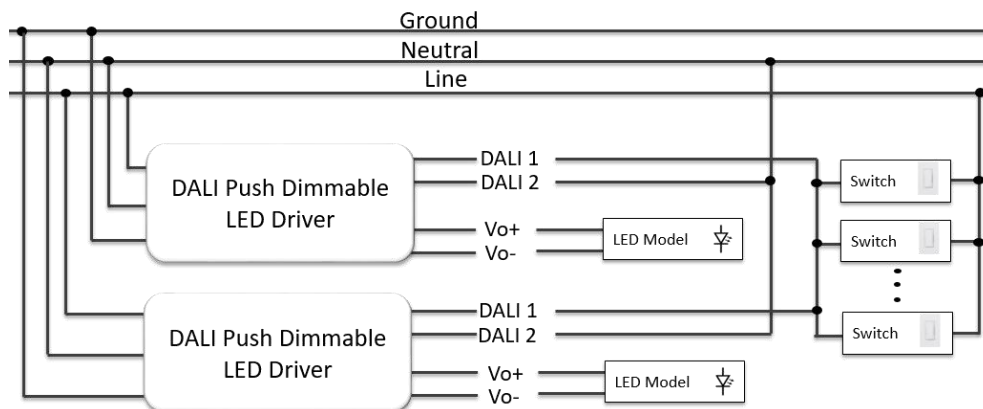 Ground
Neutral
Line
DALI Push Dimmable
LED Driver
DALI 1
DALI 2
Vo+
Vo-
LED Model
Switch
Switch
DALI Push Dimmable
LED Driver
DALI 1
DALI 2
Vo+
Vo-
LED Model
Switch